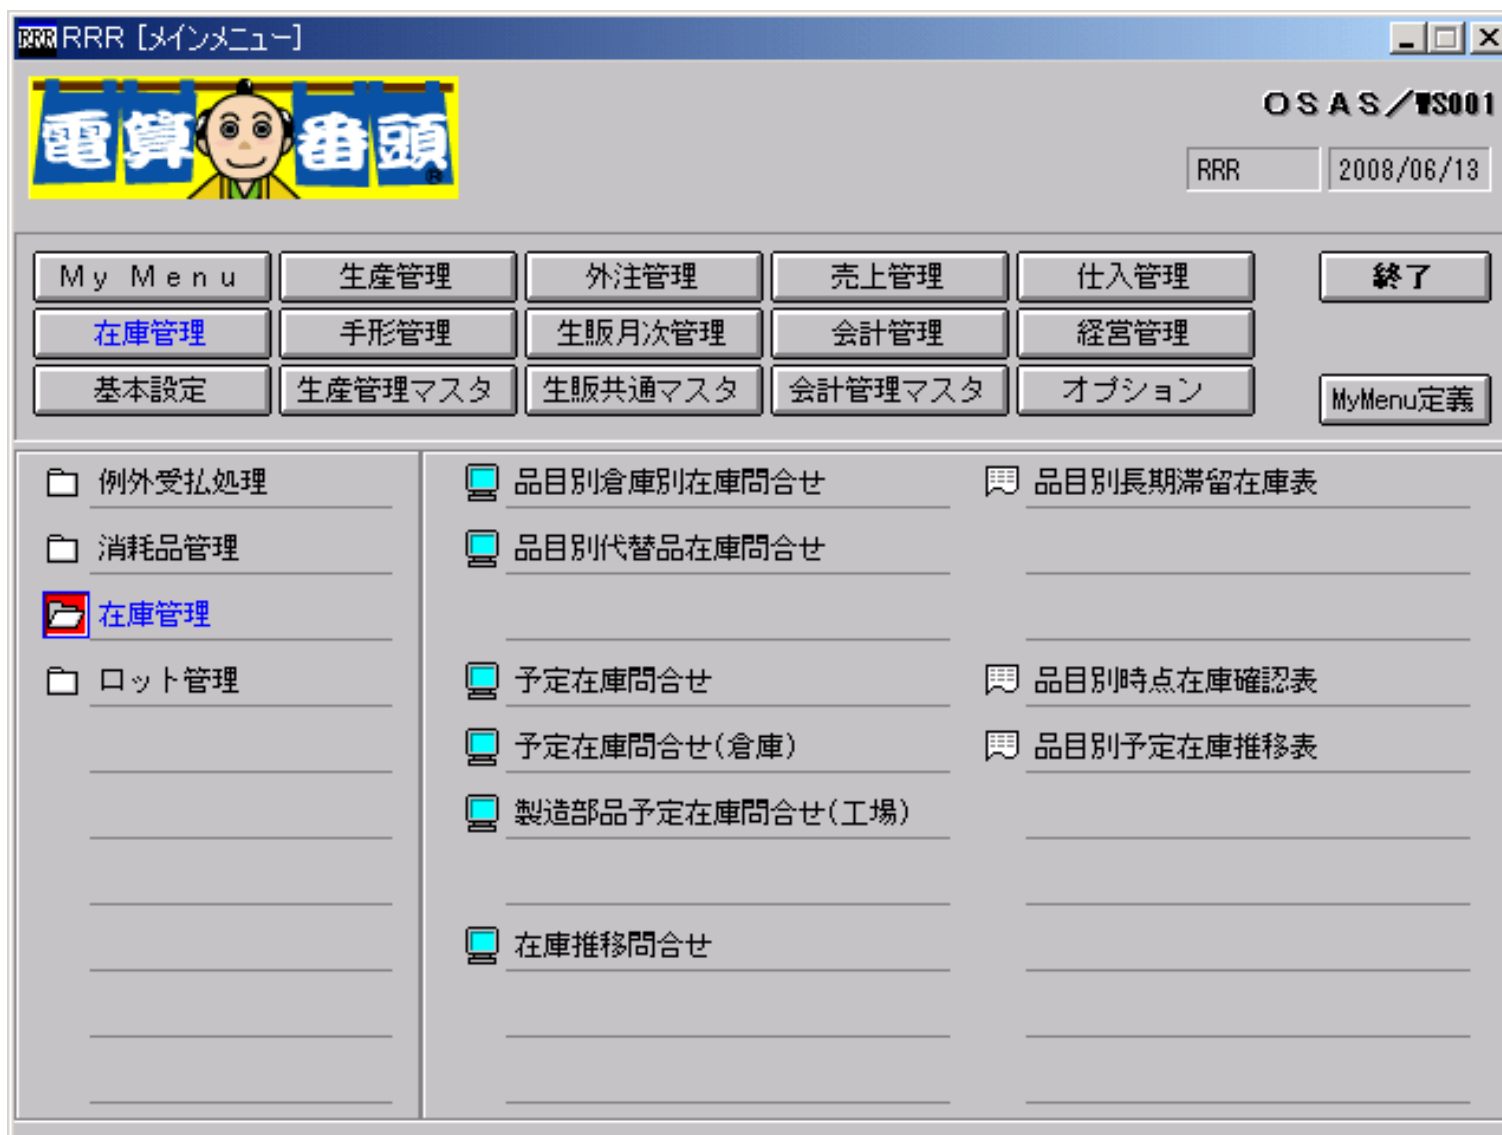 RRR RRR [メインメニュー]
電算番頭®
OSAS/WS001
RRR 2008/06/13
My Menu 生産管理 外注管理 売上管理 仕入管理 終了
在庫管理 手形管理 生販月次管理 会計管理 経営管理
基本設定 生産管理マスタ 生販共通マスタ 会計管理マスタ オプション MyMenu定義
例外受払処理 品目別倉庫別在庫問合せ 品目別長期滞留在庫表
消耗品管理 品目別代替品在庫問合せ
在庫管理
ロット管理 予定在庫問合せ 品目別時点在庫確認表
予定在庫問合せ(倉庫) 品目別予定在庫推移表
製造部品予定在庫問合せ(工場)
在庫推移問合せ